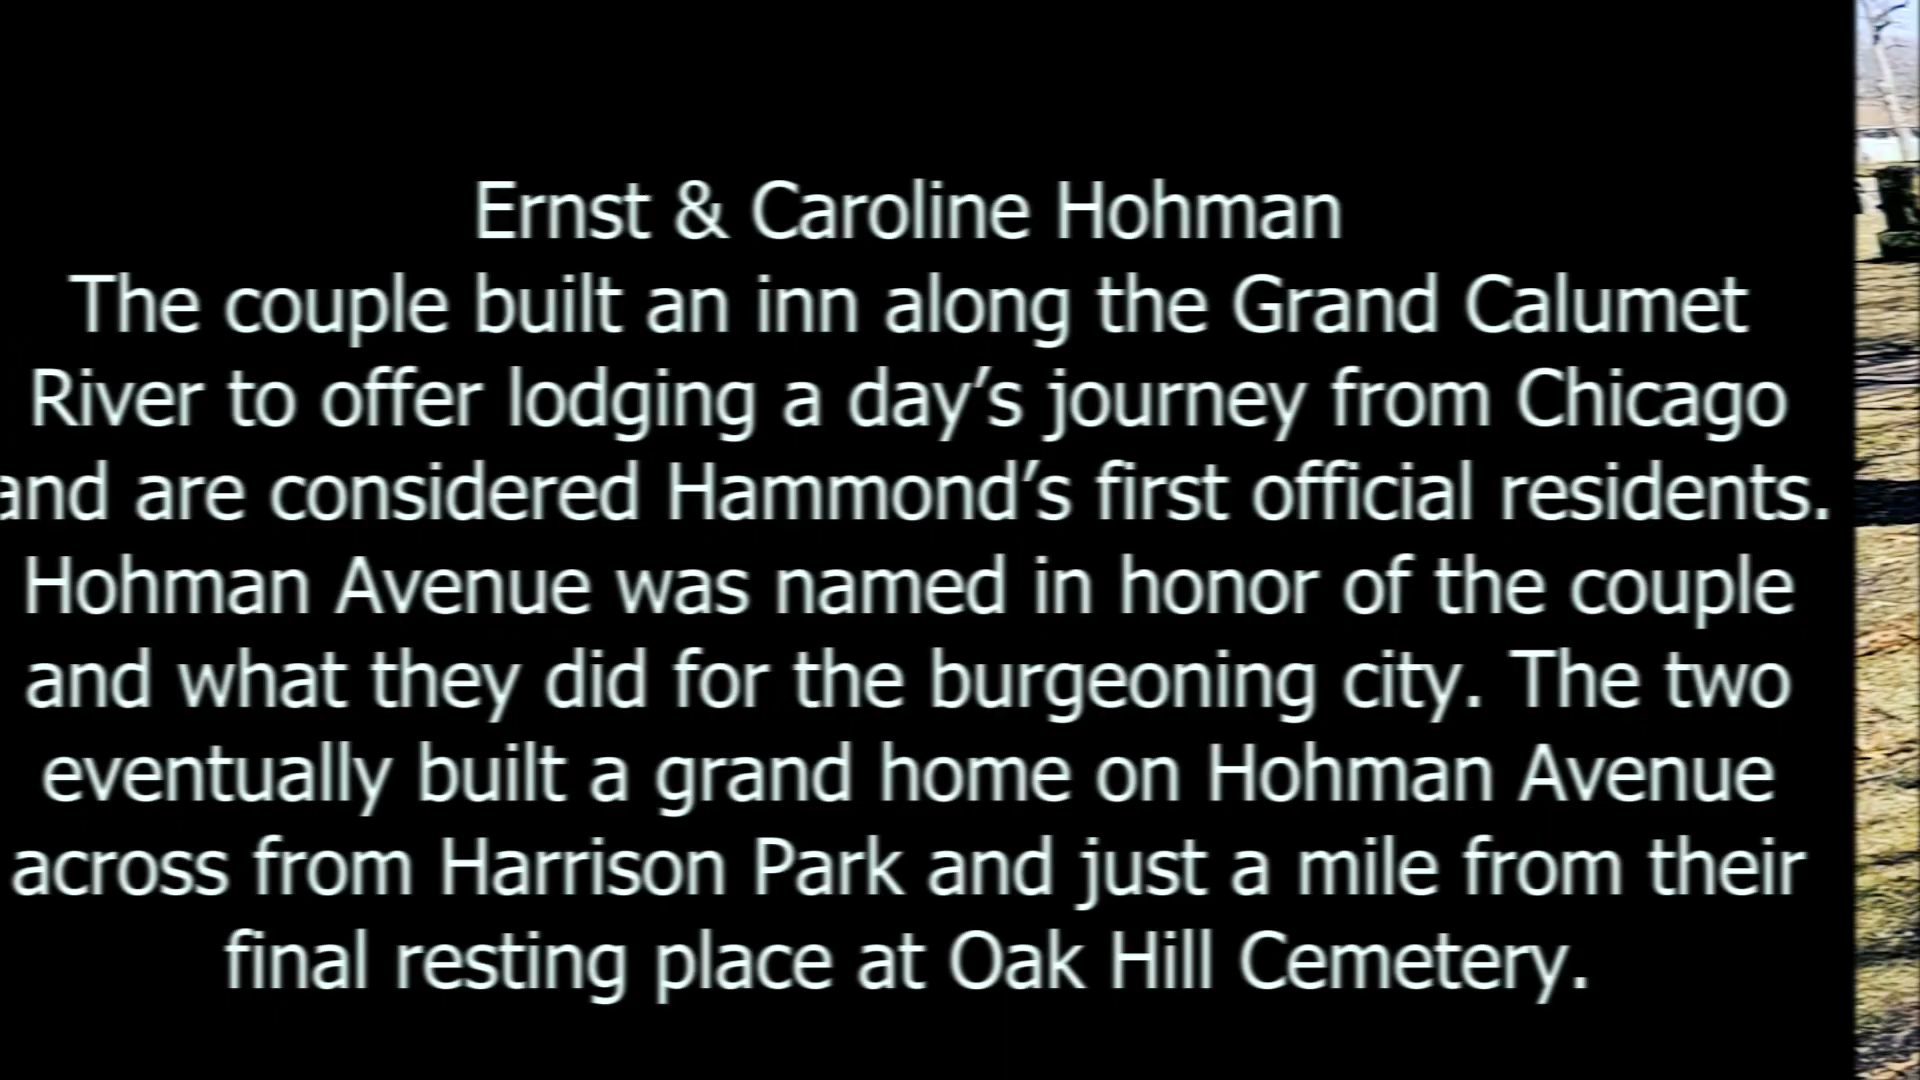 Ernst & Caroline Hohman
The couple built an inn along the Grand Calumet
River to offer lodging a day’s journey from Chicago
and are considered Hammond’s first official residents.
Hohman Avenue was named in honor of the couple
and what they did for the burgeoning city. The two
eventually built a grand home on Hohman Avenue
across from Harrison Park and just a mile from their
final resting place at Oak Hill Cemetery.